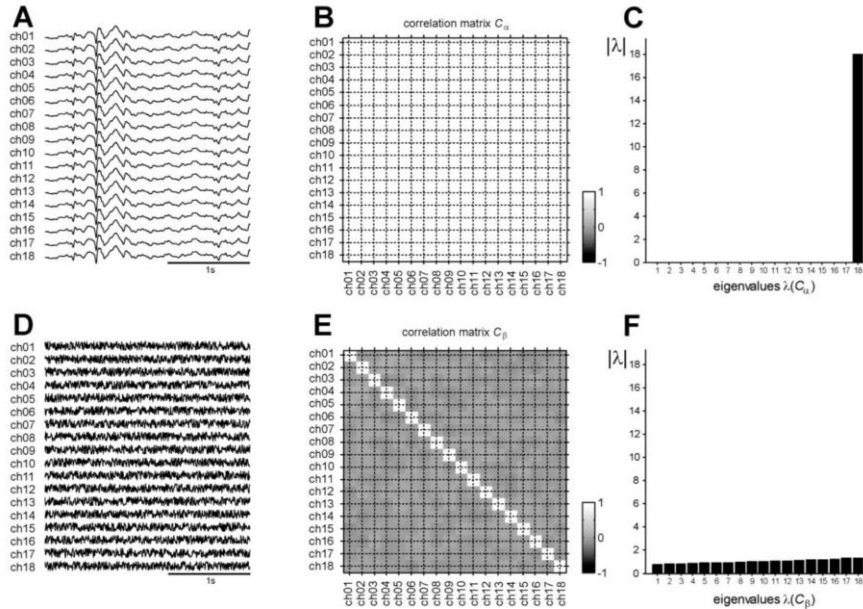 A
ch01
ch02
ch03
ch04
ch05
ch06
ch07
ch08
ch09
ch10
ch11
ch12
ch13
ch14
ch15
ch16
ch17
ch18
1s
B
correlation matrix Cα
ch01
ch02
ch03
ch04
ch05
ch06
ch07
ch08
ch09
ch10
ch11
ch12
ch13
ch14
ch15
ch16
ch17
ch18
ch01 ch02 ch03 ch04 ch05 ch06 ch07 ch08 ch09 ch10 ch11 ch12 ch13 ch14 ch15 ch16 ch17 ch18
1
0
-1
C
|λ|
18
16
14
12
10
8
6
4
2
0
1 2 3 4 5 6 7 8 9 10 11 12 13 14 15 16 17 18
eigenvalues λ(Cα)
D
ch01
ch02
ch03
ch04
ch05
ch06
ch07
ch08
ch09
ch10
ch11
ch12
ch13
ch14
ch15
ch16
ch17
ch18
1s
E
correlation matrix Cβ
ch01
ch02
ch03
ch04
ch05
ch06
ch07
ch08
ch09
ch10
ch11
ch12
ch13
ch14
ch15
ch16
ch17
ch18
ch01 ch02 ch03 ch04 ch05 ch06 ch07 ch08 ch09 ch10 ch11 ch12 ch13 ch14 ch15 ch16 ch17 ch18
1
0
-1
F
|λ|
18
16
14
12
10
8
6
4
2
0
1 2 3 4 5 6 7 8 9 10 11 12 13 14 15 16 17 18
eigenvalues λ(Cβ)